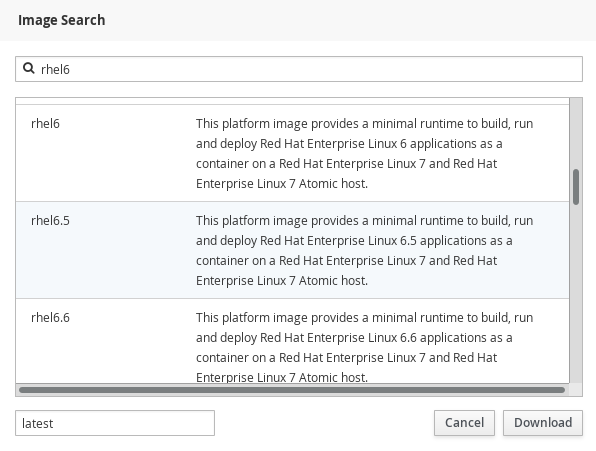 Image Search
rhel6
rhel6
This platform image provides a minimal runtime to build, run
and deploy Red Hat Enterprise Linux 6 applications as a
container on a Red Hat Enterprise Linux 7 and Red Hat
Enterprise Linux 7 Atomic host.
rhel6.5
This platform image provides a minimal runtime to build, run
and deploy Red Hat Enterprise Linux 6.5 applications as a
container on a Red Hat Enterprise Linux 7 and Red Hat
Enterprise Linux 7 Atomic host.
rhel6.6
This platform image provides a minimal runtime to build, run
and deploy Red Hat Enterprise Linux 6.6 applications as a
container on a Red Hat Enterprise Linux 7 and Red Hat
Enterprise Linux 7 Atomic host.
latest
Cancel
Download